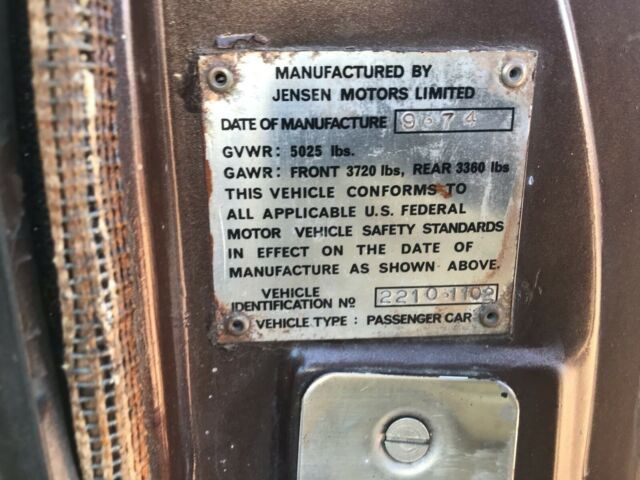 MANUFACTURED BY
JENSEN MOTORS LIMITED
DATE OF MANUFACTURE 9-74
GVWR: 5025 lbs.
GAWR: FRONT 3720 lbs, REAR 3360 lbs
THIS VEHICLE CONFORMS TO
ALL APPLICABLE U.S. FEDERAL
MOTOR VEHICLE SAFETY STANDARDS
IN EFFECT ON THE DATE OF
MANUFACTURE AS SHOWN ABOVE.
VEHICLE
IDENTIFICATION Nº 2210-1102
VEHICLE TYPE: PASSENGER CAR